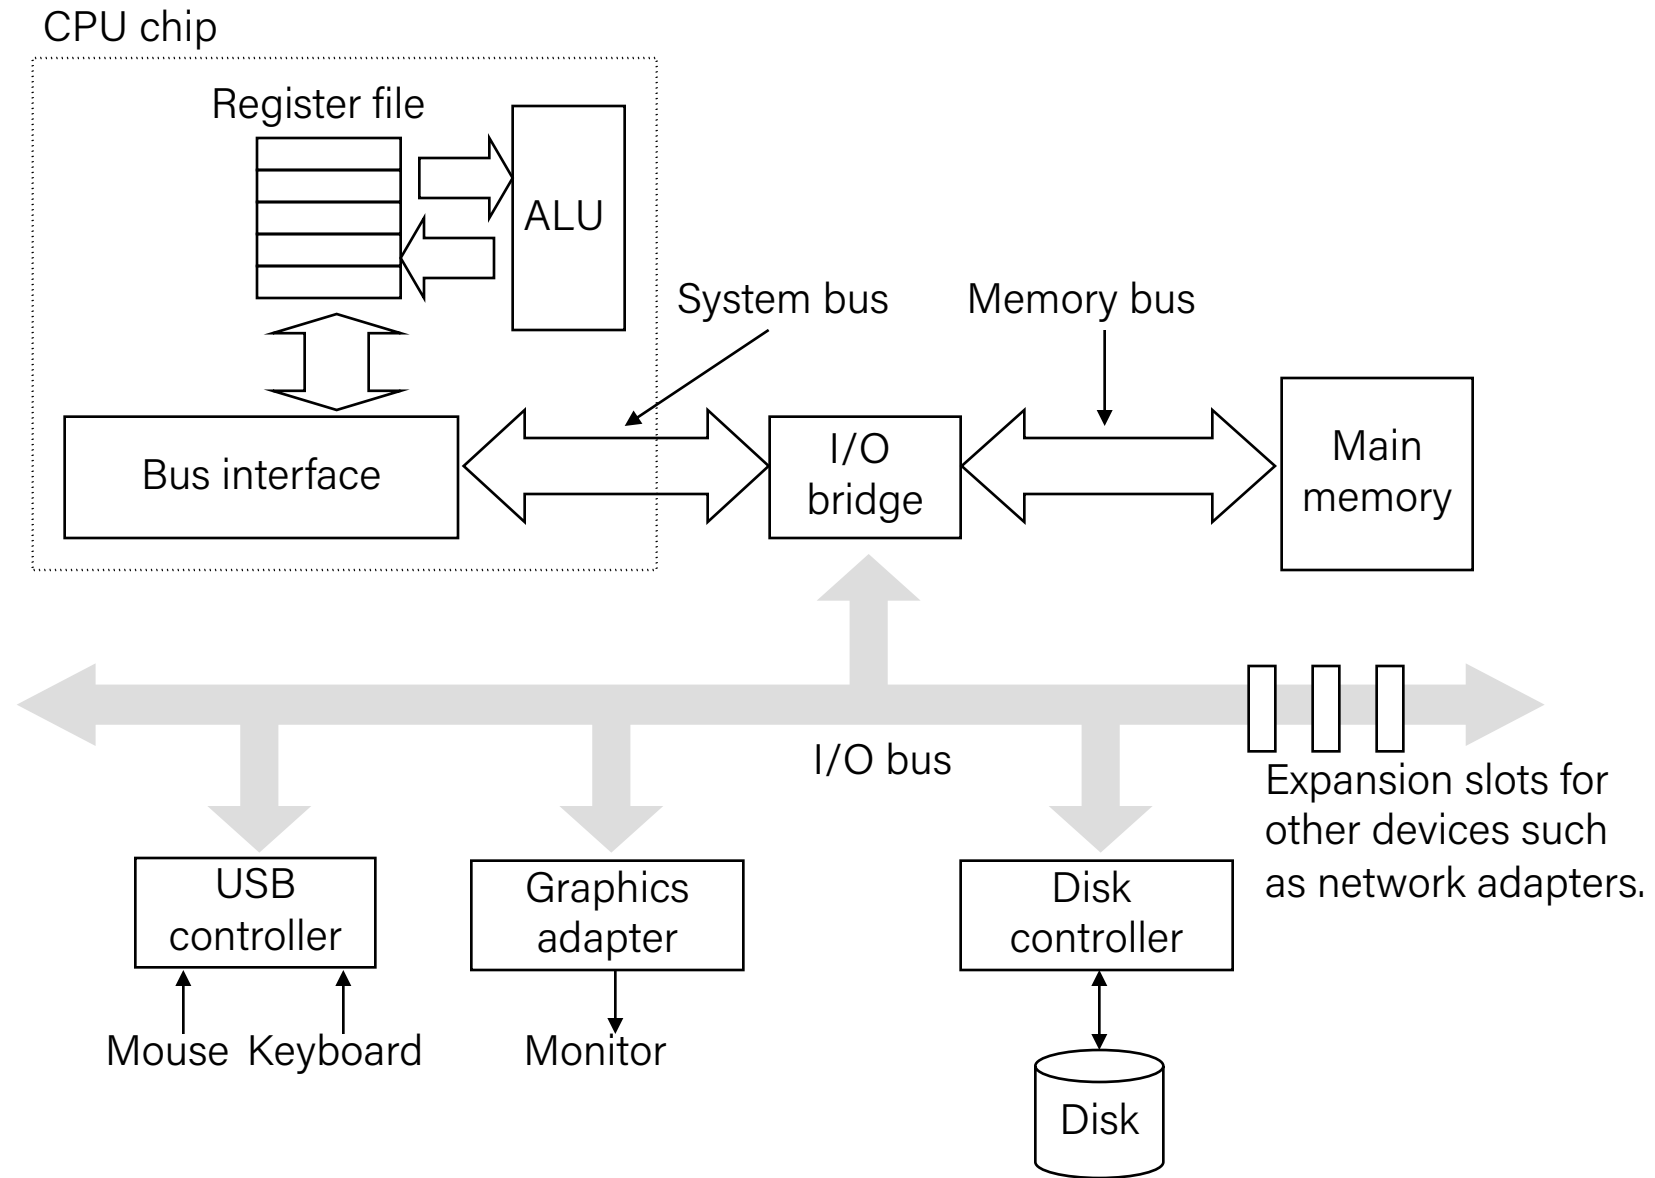 CPU chip
Register file
ALU
System bus
Memory bus
Bus interface
I/O
bridge
Main
memory
I/O bus
Expansion slots for
other devices such
as network adapters.
USB
controller
Graphics
adapter
Disk
controller
Mouse
Keyboard
Monitor
Disk